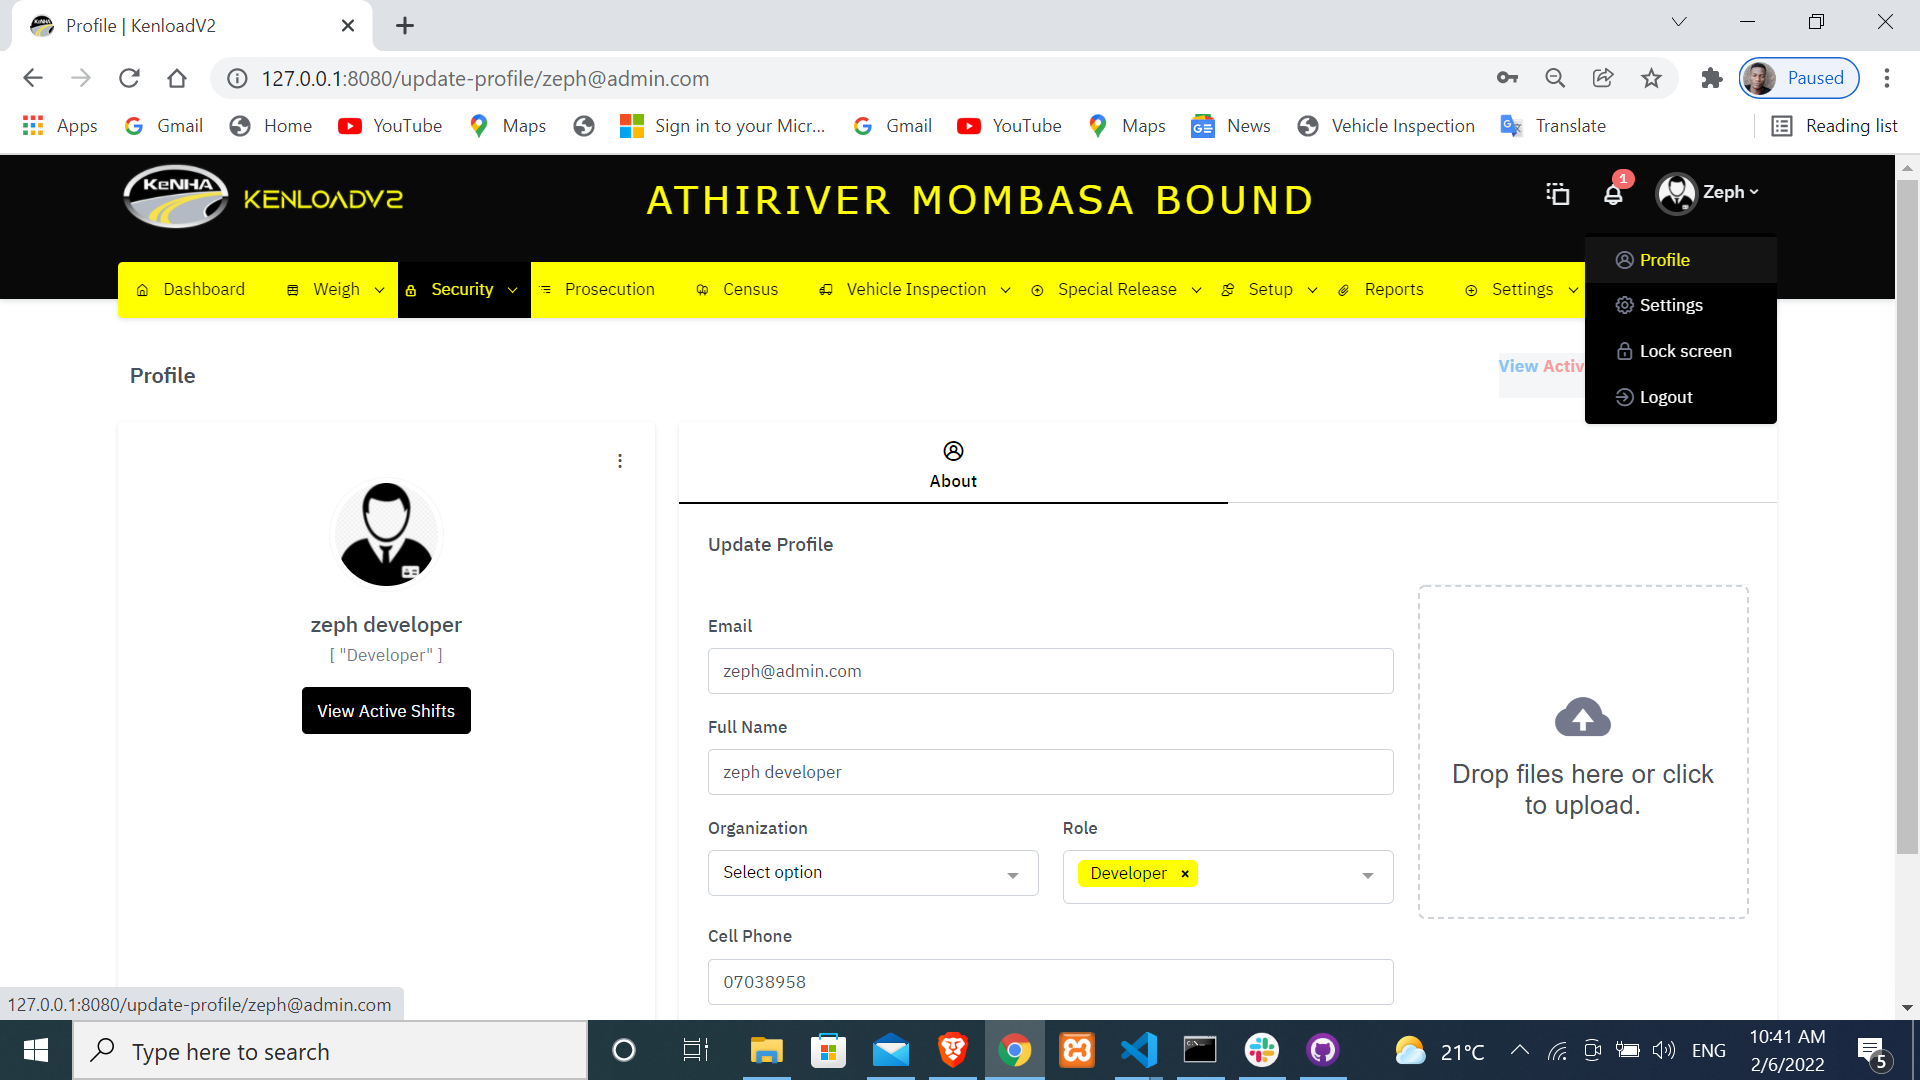 Profile | KenloadV2
127.0.0.1:8080/update-profile/zeph@admin.com
Paused
Apps
Gmail
Home
YouTube
Maps
Sign in to your Micr...
Gmail
YouTube
Maps
News
Vehicle Inspection
Translate
Reading list
KeNHA
KENLOADV2
ATHIRIVER MOMBASA BOUND
1
Zeph
Dashboard
Weigh
Security
Prosecution
Census
Vehicle Inspection
Special Release
Setup
Reports
Settings
Profile
Settings
Lock screen
Logout
Profile
View Activ
zeph developer
[ "Developer" ]
View Active Shifts
About
Update Profile
Email
zeph@admin.com
Full Name
zeph developer
Organization
Role
Select option
Developer ×
Cell Phone
07038958
Drop files here or click
to upload.
127.0.0.1:8080/update-profile/zeph@admin.com
Type here to search
21°C
ENG
10:41 AM
2/6/2022
5